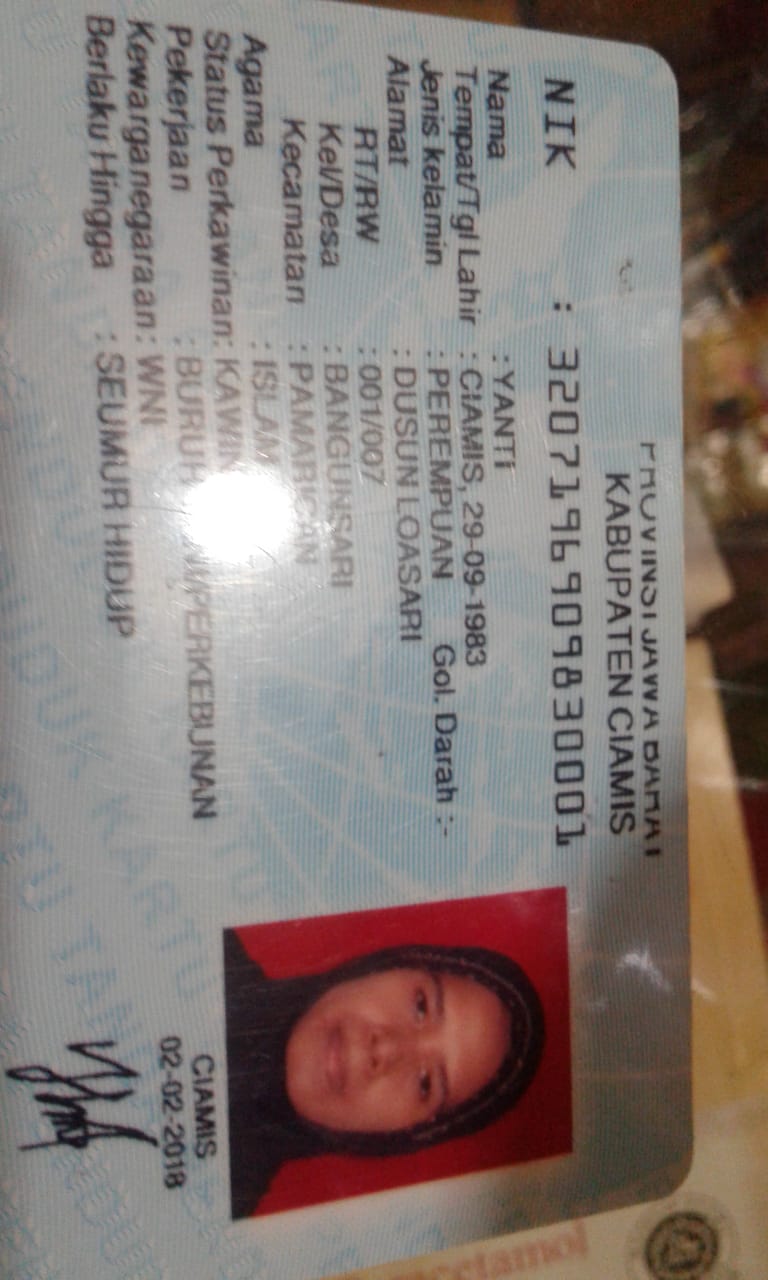 PROVINSI JAWA BARAT
KABUPATEN CIAMIS
NIK : 3207196909830001
Nama : YANTI
Tempat/Tgl Lahir : CIAMIS, 29-09-1983
Jenis kelamin : PEREMPUAN Gol. Darah :-
Alamat : DUSUN LOASARI
RT/RW : 001/007
Kel/Desa : BANGUNSARI
Kecamatan : PAMARICAN
Agama : ISLAM
Status Perkawinan: KAWIN
Pekerjaan : BURUH TANI/PERKEBUNAN
Kewarganegaraan: WNI
Berlaku Hingga : SEUMUR HIDUP
CIAMIS
02-02-2018